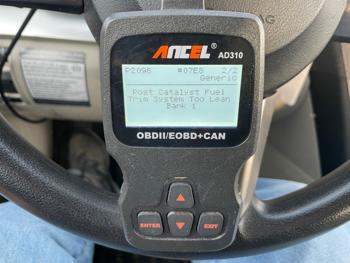 ANCEL®
AD310
P2096 #07E8 2/2
Generic
Post Catalyst Fuel
Trim System Too Lean
Bank 1
OBDII/EOBD+CAN
ENTER
EXIT
G